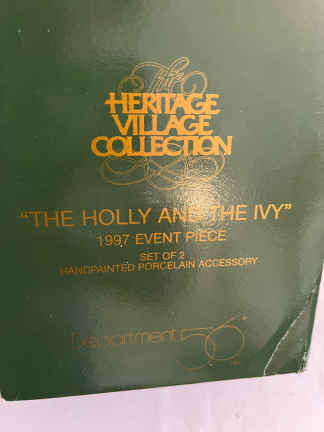 The
HERITAGE
VILLAGE
COLLECTION
"THE HOLLY AND THE IVY"
1997 EVENT PIECE
SET OF 2
HANDPAINTED PORCELAIN ACCESSORY
Department 56